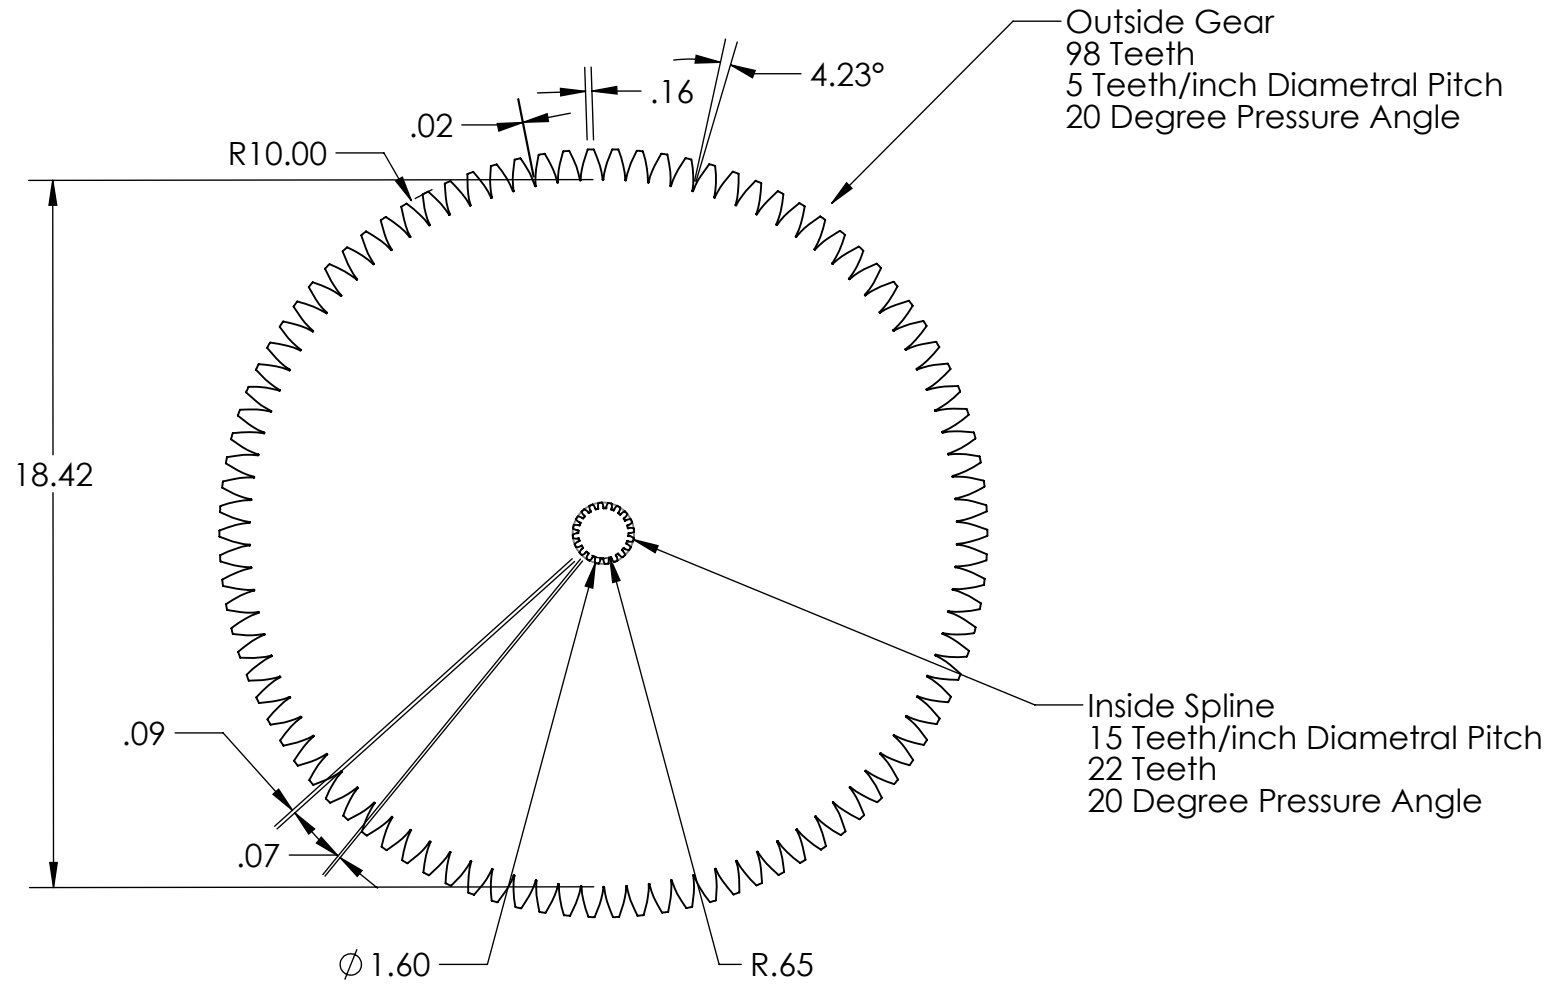 Outside Gear
98 Teeth
5 Teeth/inch Diametral Pitch
20 Degree Pressure Angle
4.23°
.16
.02
R10.00
18.42
Inside Spline
15 Teeth/inch Diametral Pitch
22 Teeth
20 Degree Pressure Angle
.09
.07
∅1.60
R.65